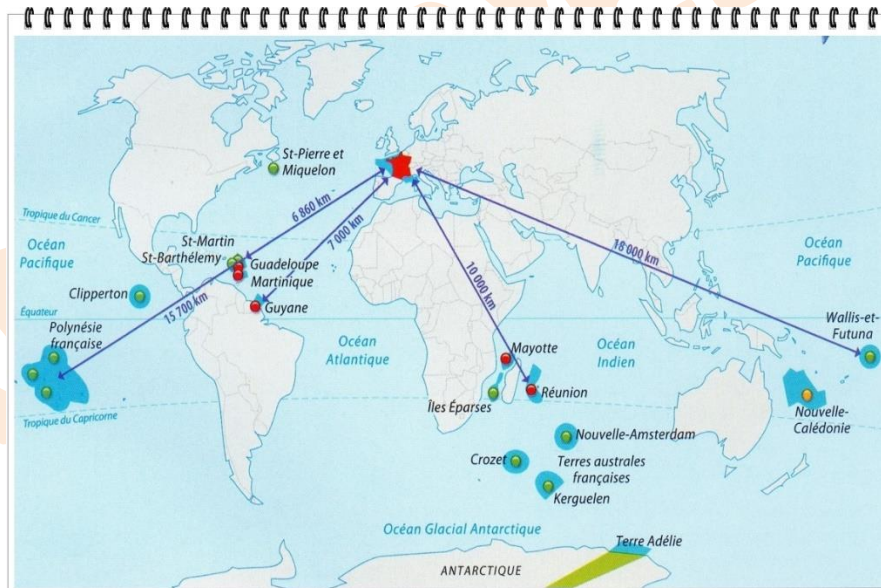 St-Pierre et
Miquelon
6 860 km
7 000 km
Tropique du Cancer
Océan
Pacifique
St-Martin
St-Barthélemy
Guadeloupe
Martinique
10 000 km
18 000 km
Océan
Pacifique
Clipperton
15 700 km
Guyane
Équateur
Polynésie
française
Océan
Atlantique
Mayotte
Océan
Indien
Wallis-et-
Futuna
Îles Éparses
Réunion
Nouvelle-
Calédonie
Tropique du Capricorne
Nouvelle-Amsterdam
Crozet
Terres australes
françaises
Kerguelen
Océan Glacial Antarctique
Terre Adélie
ANTARCTIQUE